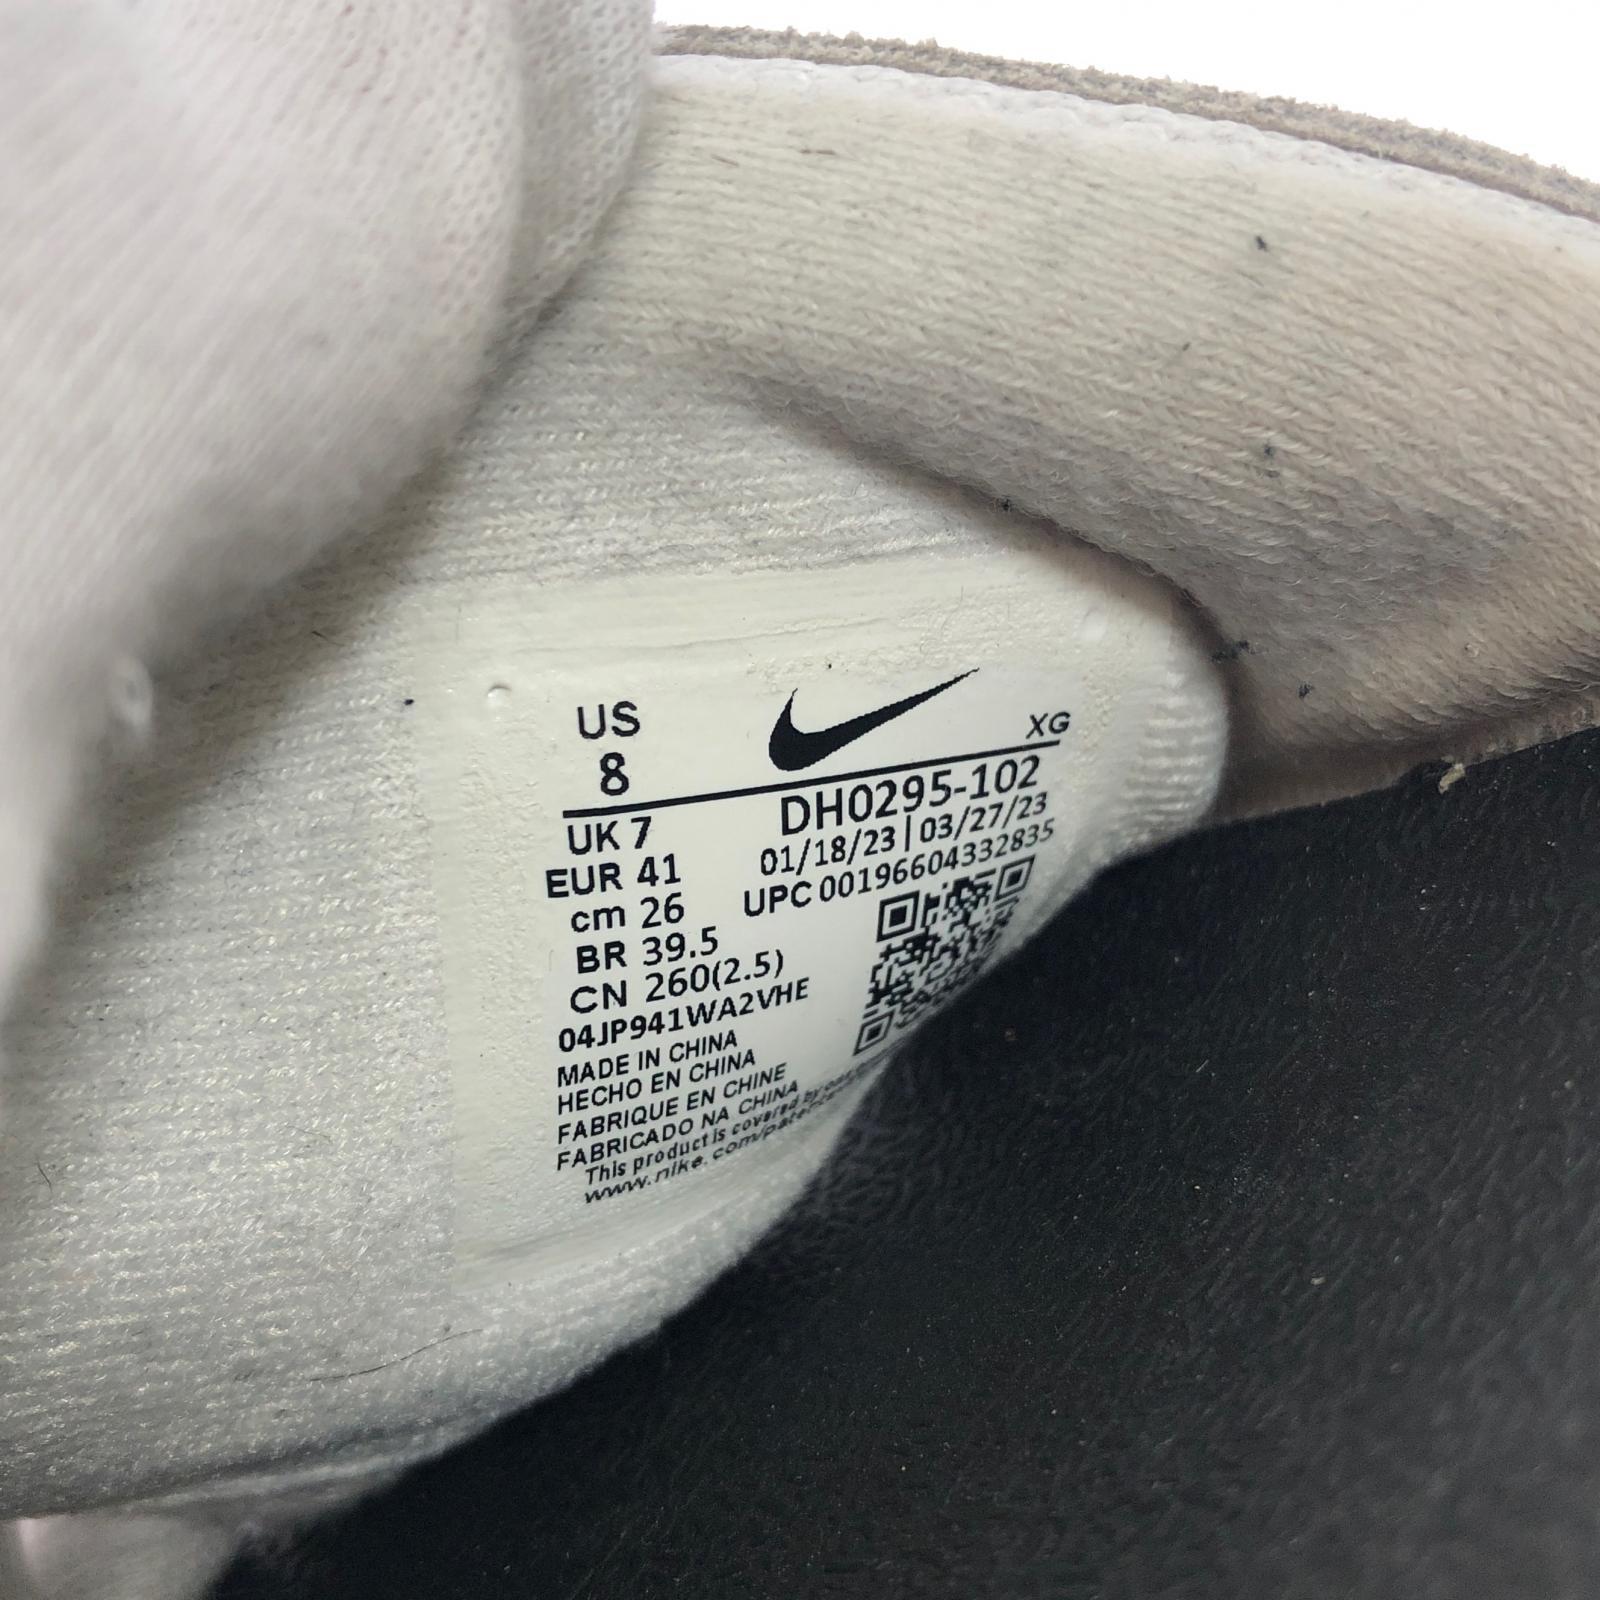 US
8
XG
DH0295-102
UK 7
01/18/23 | 03/27/23
EUR 41
UPC 00196604332835
cm 26
BR 39.5
CN 260(2.5)
04JP941WA2VHE
MADE IN CHINA
HECHO EN CHINA
FABRIQUE EN CHINE
FABRICADO NA CHINA
This product is covered by
www.nike.com/